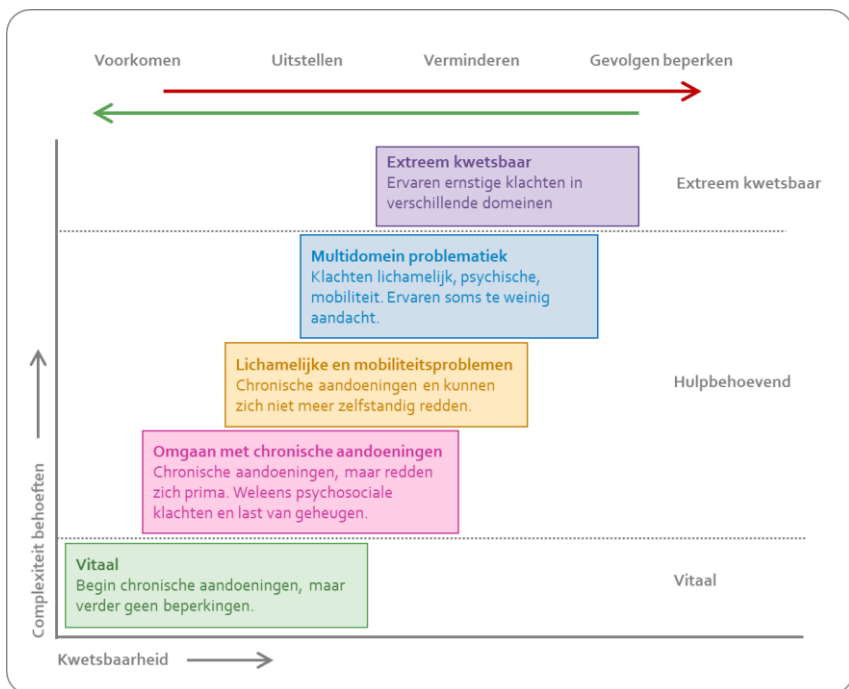 Voorkomen Uitstellen Verminderen Gevolgen beperken
Extreem kwetsbaar
Ervaren ernstige klachten in
verschillende domeinen
Extreem kwetsbaar
Multidomein problematiek
Klachten lichamelijk, psychische,
mobiliteit. Ervaren soms te weinig
aandacht.
Lichamelijke en mobiliteitsproblemen
Chronische aandoeningen en kunnen
zich niet meer zelfstandig redden.
Hulpbehoevend
Omgaan met chronische aandoeningen
Chronische aandoeningen, maar redden
zich prima. Weleens psychosociale
klachten en last van geheugen.
Vitaal
Begin chronische aandoeningen, maar
verder geen beperkingen.
Vitaal
Complexiteit behoeften
Kwetsbaarheid